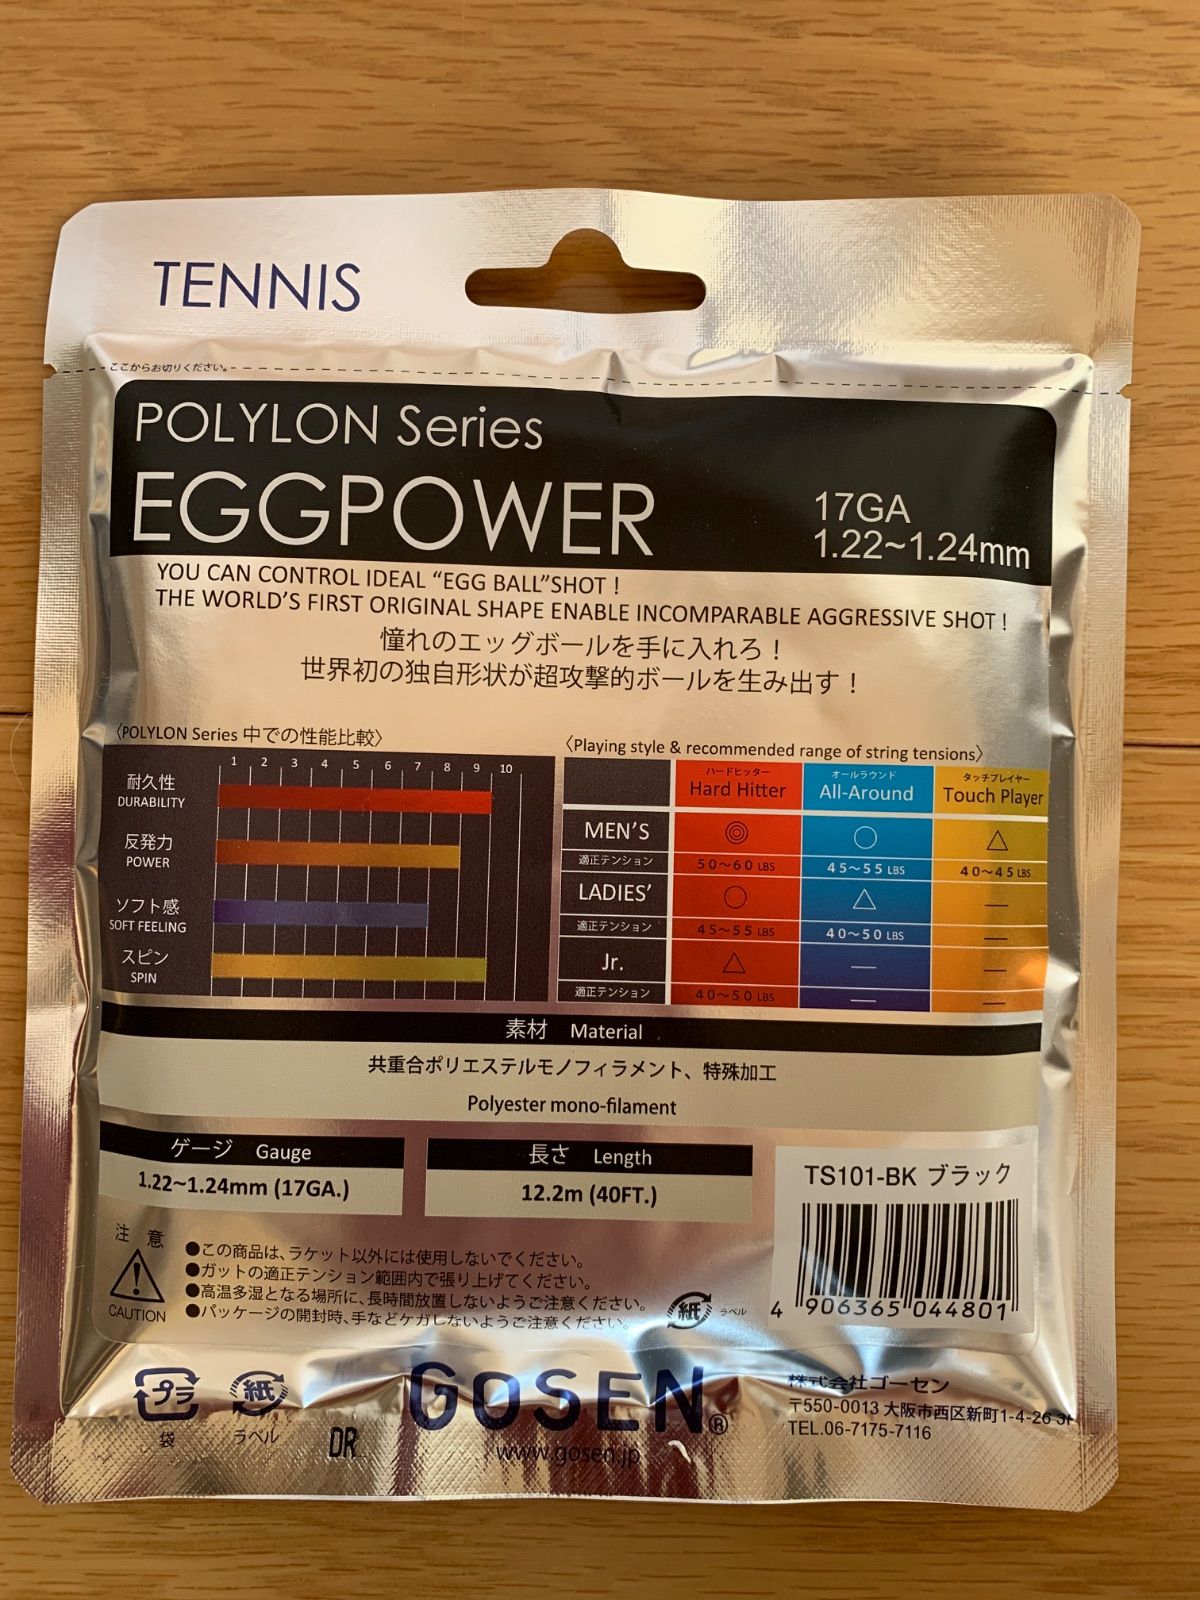 TENNIS
ここからお切りください。
POLYLON Series
EGGPOWER
17GA
1.22~1.24mm
YOU CAN CONTROL IDEAL “EGG BALL”SHOT !
THE WORLD’S FIRST ORIGINAL SHAPE ENABLE INCOMPARABLE AGGRESSIVE SHOT !
憧れのエッグボールを手に入れろ！
世界初の独自形状が超攻撃的ボールを生み出す！
〈POLYLON Series 中での性能比較〉
1 2 3 4 5 6 7 8 9 10
耐久性
DURABILITY
反発力
POWER
ソフト感
SOFT FEELING
スピン
SPIN
〈Playing style & recommended range of string tensions〉
ハードヒッター オールラウンド タッチプレイヤー
Hard Hitter All-Around Touch Player
MEN’S ◎ ○ △
適正テンション 50〜60 LBS 45〜55 LBS 40〜45 LBS
LADIES’ ○ △ —
適正テンション 45〜55 LBS 40〜50 LBS —
Jr. △ — —
適正テンション 40〜50 LBS — —
素材 Material
共重合ポリエステルモノフィラメント、特殊加工
Polyester mono-filament
ゲージ Gauge
1.22~1.24mm (17GA.)
長さ Length
12.2m (40FT.)
TS101-BK ブラック
4 906365 044801
注 意
CAUTION
●この商品は、ラケット以外には使用しないでください。
●ガットの適正テンション範囲内で張り上げてください。
●高温多湿となる場所に、長時間放置しないようご注意ください。
●パッケージの開封時、手などケガしないようご注意ください。
紙 ラベル
プラ
袋
紙
ラベル
DR
GOSEN®
www.gosen.jp
株式会社ゴーセン
〒550-0013 大阪市西区新町1-4-26 3F
TEL.06-7175-7116